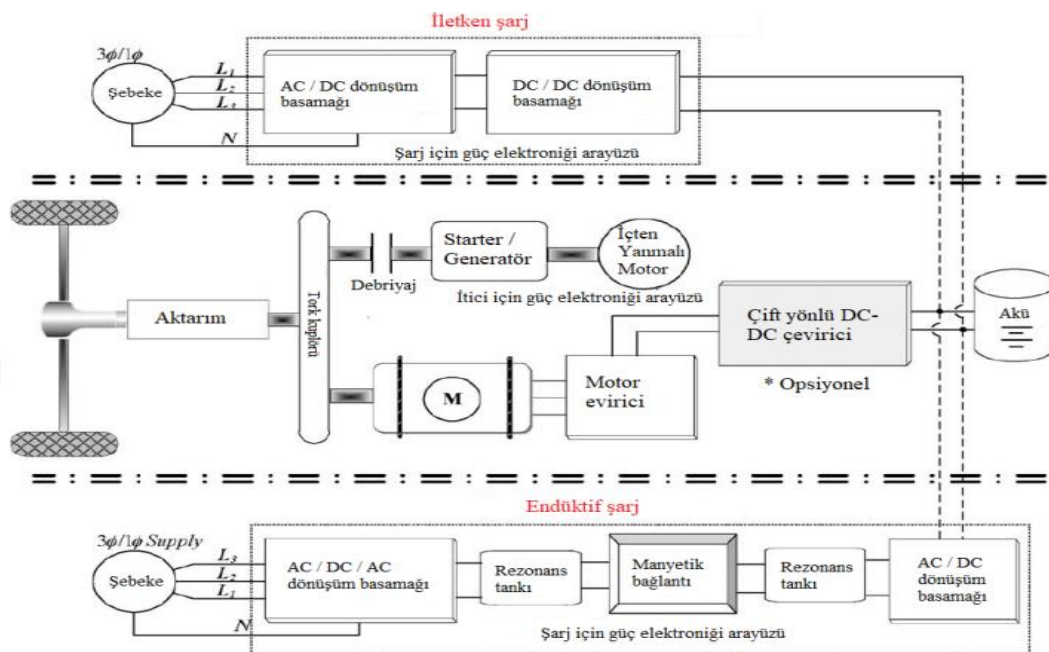 İletken şarj
3ϕ/1ϕ
Şebeke
L1
L2
L3
N
AC / DC dönüşüm
basamağı
DC / DC dönüşüm
basamağı
Şarj için güç elektroniği arayüzü
Aktarım
Tork kuplörü
Debriyaj
Starter /
Generatör
İçten
Yanmalı
Motor
İtici için güç elektroniği arayüzü
M
Motor
evirici
Çift yönlü DC-
DC çevirici
* Opsiyonel
Akü
Endüktif şarj
3ϕ/1ϕ Supply
Şebeke
L3
L2
L1
N
AC / DC / AC
dönüşüm basamağı
Rezonans
tankı
Manyetik
bağlantı
Rezonans
tankı
AC / DC
dönüşüm
basamağı
Şarj için güç elektroniği arayüzü